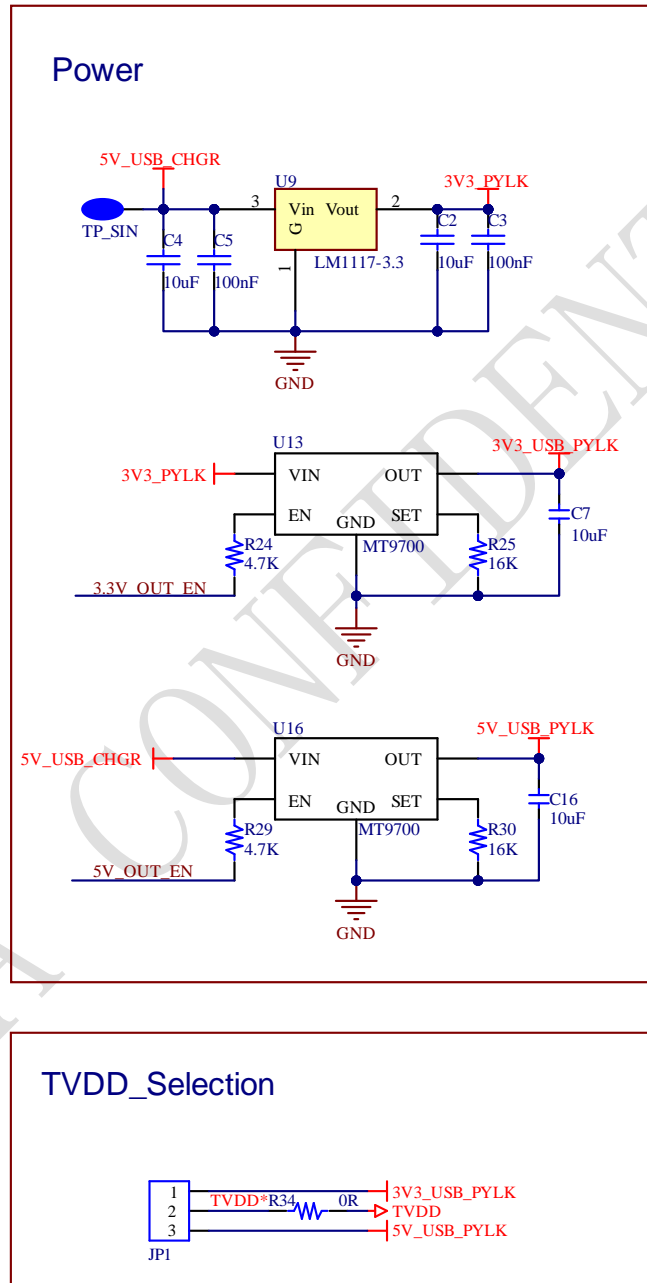 Power
5V_USB_CHGR
U9
3V3_PYLK
3 Vin Vout 2
G
TP_SIN
C4 C5
1
LM1117-3.3
C2 C3
10uF 100nF
10uF 100nF
GND
U13
3V3_USB_PYLK
3V3_PYLK
VIN OUT
EN GND SET
C7
10uF
R24
4.7K
MT9700
R25
16K
3.3V_OUT_EN
GND
U16
5V_USB_PYLK
5V_USB_CHGR
VIN OUT
EN GND SET
C16
10uF
R29
4.7K
MT9700
R30
16K
5V_OUT_EN
GND
A CONFIDENT
TVDD_Selection
1 3V3_USB_PYLK
2 TVDD* R34 0R TVDD
3 5V_USB_PYLK
JP1